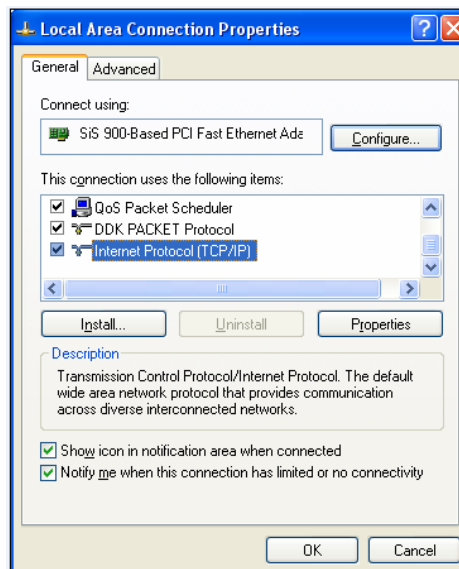 Local Area Connection Properties
General Advanced
Connect using:
SiS 900-Based PCI Fast Ethernet Ada
Configure...
This connection uses the following items:
QoS Packet Scheduler
DDK PACKET Protocol
Internet Protocol (TCP/IP)
Install... Uninstall Properties
Description
Transmission Control Protocol/Internet Protocol. The default
wide area network protocol that provides communication
across diverse interconnected networks.
Show icon in notification area when connected
Notify me when this connection has limited or no connectivity
OK Cancel